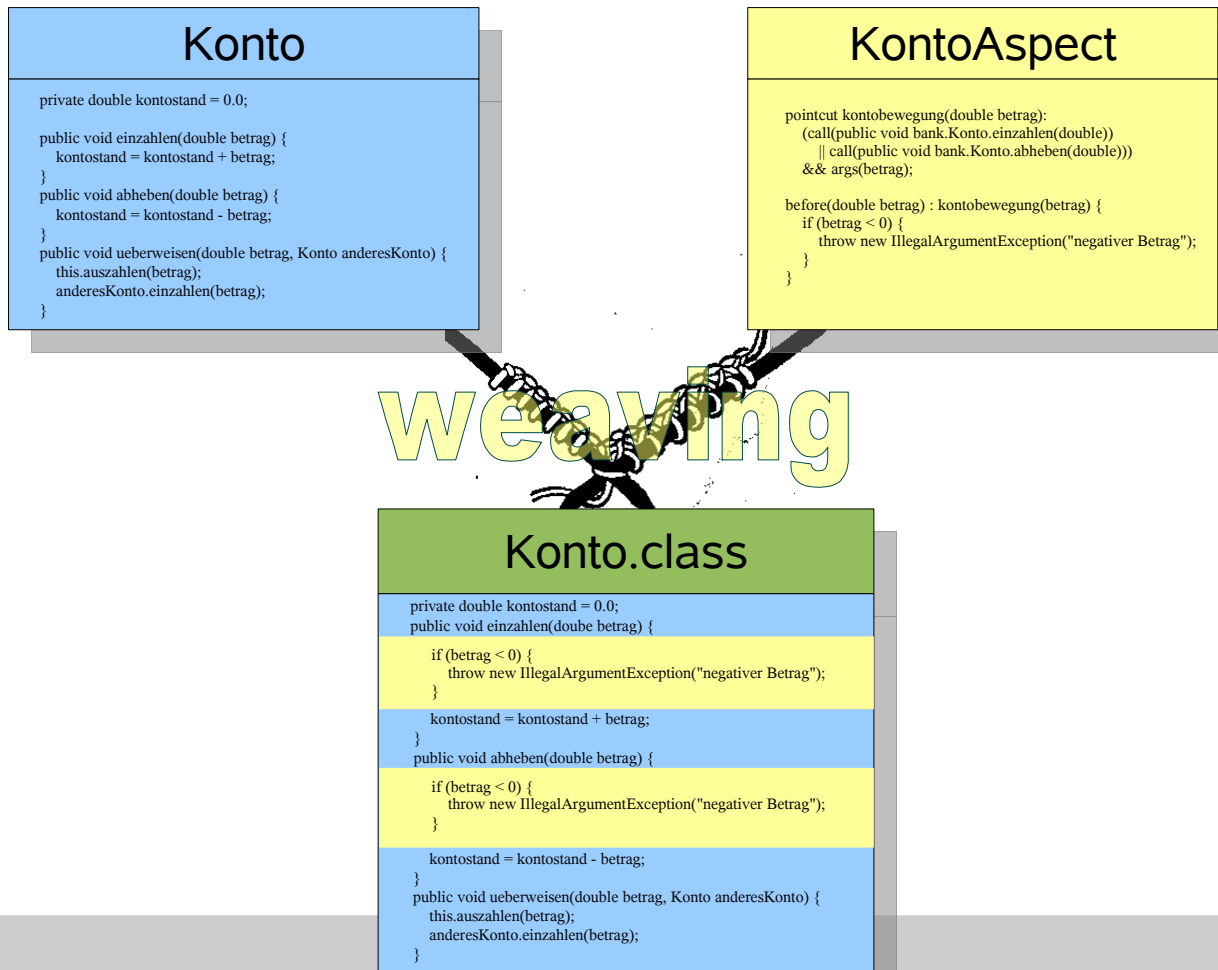 Konto
private double kontostand = 0.0;
public void einzahlen(double betrag) {
kontostand = kontostand + betrag;
}
public void abheben(double betrag) {
kontostand = kontostand - betrag;
}
public void ueberweisen(double betrag, Konto anderesKonto) {
this.auszahlen(betrag);
anderesKonto.einzahlen(betrag);
}
KontoAspect
pointcut kontobewegung(double betrag):
(call(public void bank.Konto.einzahlen(double))
|| call(public void bank.Konto.abheben(double)))
&& args(betrag);
before(double betrag) : kontobewegung(betrag) {
if (betrag < 0) {
throw new IllegalArgumentException("negativer Betrag");
}
}
weaving
Konto.class
private double kontostand = 0.0;
public void einzahlen(doube betrag) {
if (betrag < 0) {
throw new IllegalArgumentException("negativer Betrag");
}
kontostand = kontostand + betrag;
}
public void abheben(double betrag) {
if (betrag < 0) {
throw new IllegalArgumentException("negativer Betrag");
}
kontostand = kontostand - betrag;
}
public void ueberweisen(double betrag, Konto anderesKonto) {
this.auszahlen(betrag);
anderesKonto.einzahlen(betrag);
}